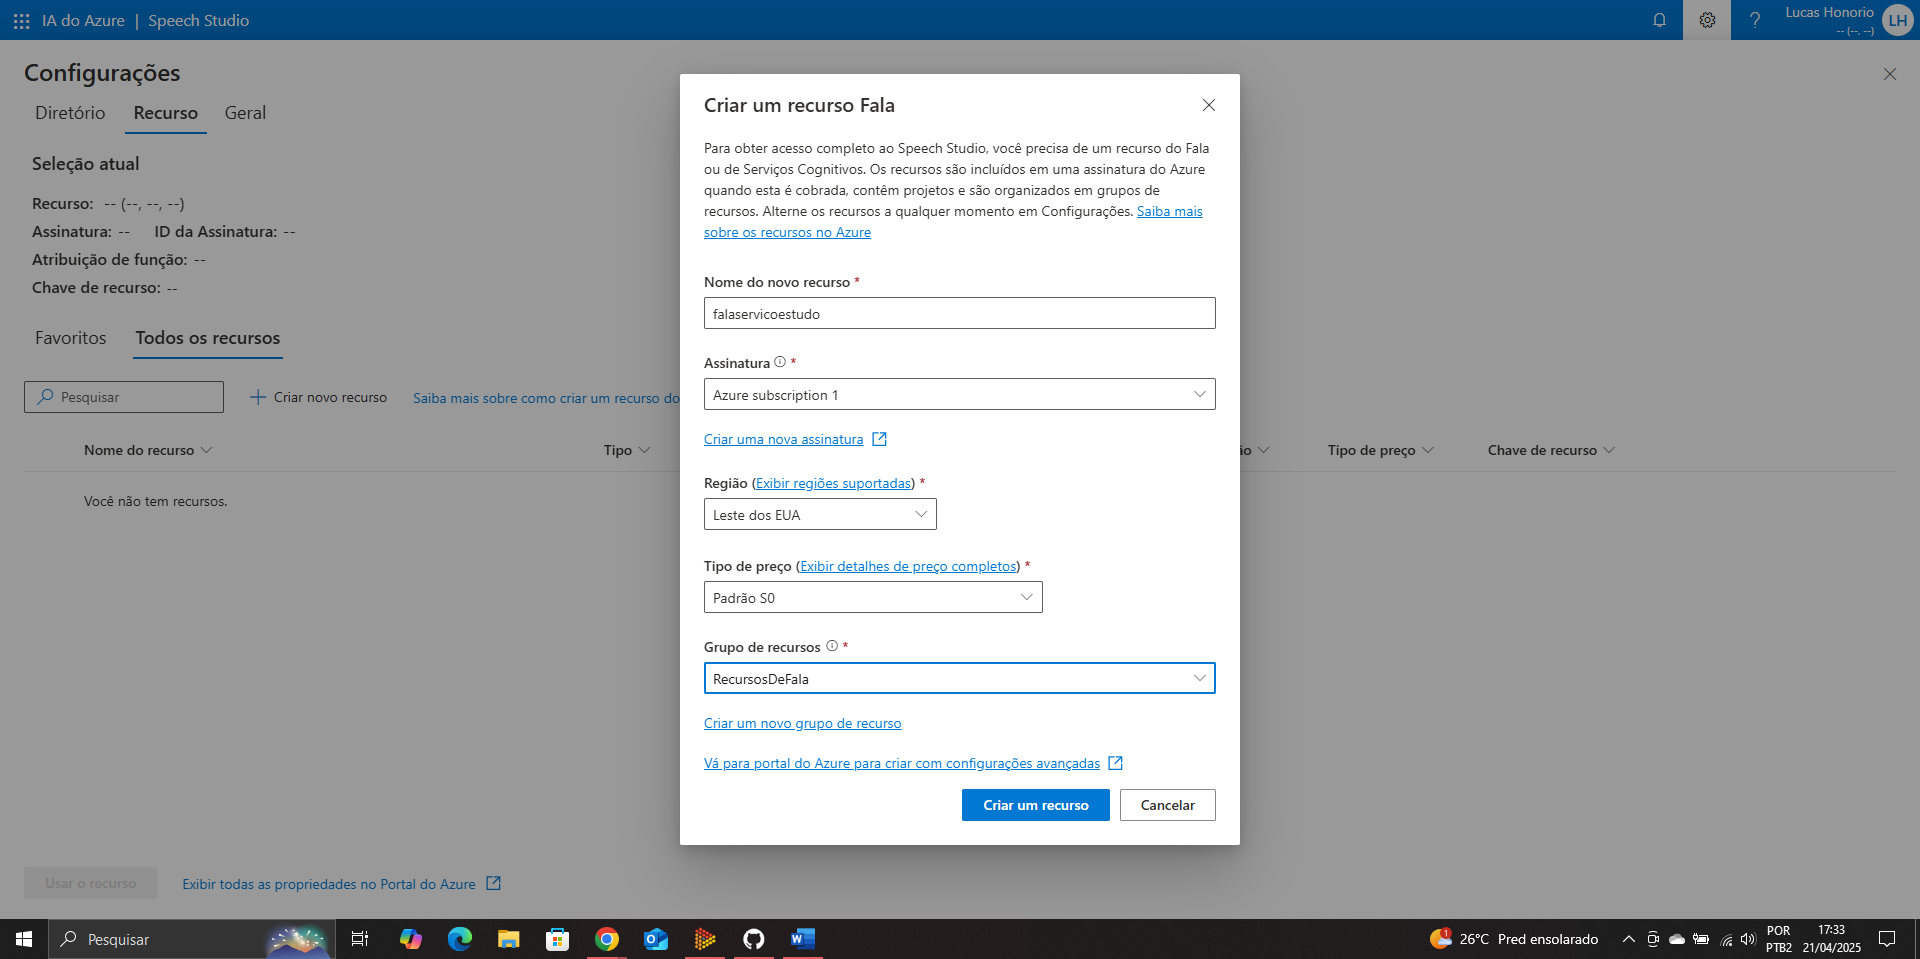 IA do Azure | Speech Studio
Lucas Honorio
-- (--, --)
LH
Configurações
Diretório Recurso Geral
Seleção atual
Recurso: -- (--, --, --)
Assinatura: -- ID da Assinatura: --
Atribuição de função: --
Chave de recurso: --
Favoritos Todos os recursos
Pesquisar Criar novo recurso Saiba mais sobre como criar um recurso do
Nome do recurso Tipo ão Tipo de preço Chave de recurso
Você não tem recursos.
Usar o recurso Exibir todas as propriedades no Portal do Azure
Criar um recurso Fala
Para obter acesso completo ao Speech Studio, você precisa de um recurso do Fala
ou de Serviços Cognitivos. Os recursos são incluídos em uma assinatura do Azure
quando esta é cobrada, contêm projetos e são organizados em grupos de
recursos. Alterne os recursos a qualquer momento em Configurações. Saiba mais
sobre os recursos no Azure
Nome do novo recurso *
falaservicoestudo
Assinatura *
Azure subscription 1
Criar uma nova assinatura
Região (Exibir regiões suportadas) *
Leste dos EUA
Tipo de preço (Exibir detalhes de preço completos) *
Padrão S0
Grupo de recursos *
RecursosDeFala
Criar um novo grupo de recurso
Vá para portal do Azure para criar com configurações avançadas
Criar um recurso Cancelar
Pesquisar
1
26°C Pred ensolarado
POR
PTB2
17:33
21/04/2025